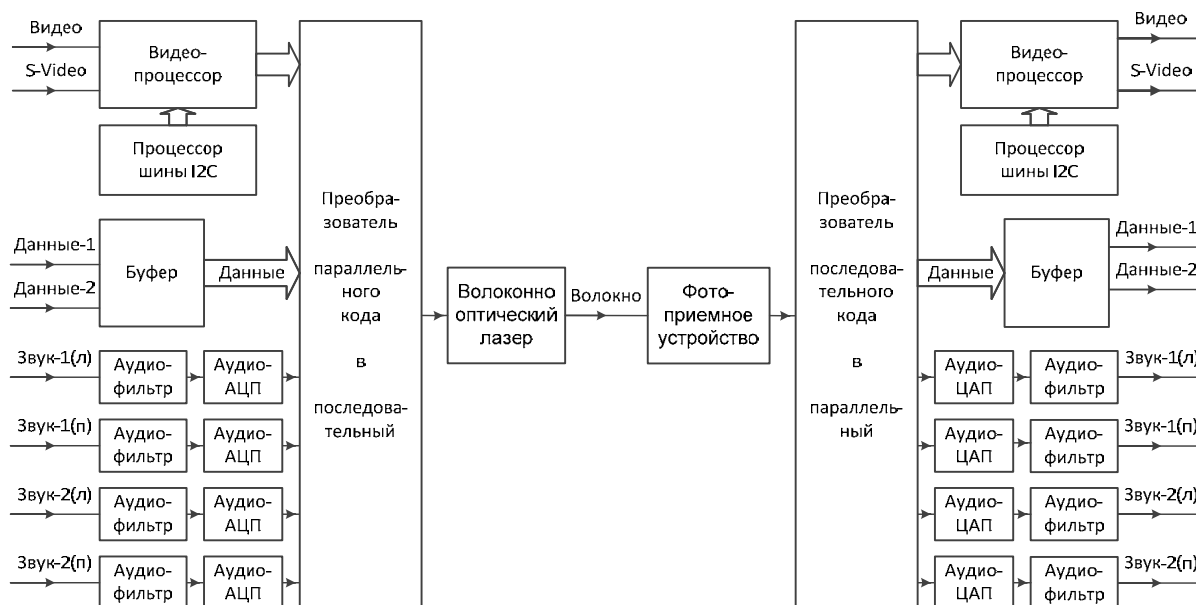 Видео
S-Video
Видео-
процессор
Процессор
шины I2C
Данные-1
Данные-2
Буфер
Данные
Звук-1(л)
Аудио-
фильтр
Аудио-
АЦП
Звук-1(п)
Аудио-
фильтр
Аудио-
АЦП
Звук-2(л)
Аудио-
фильтр
Аудио-
АЦП
Звук-2(п)
Аудио-
фильтр
Аудио-
АЦП
Преобра-
зователь
параллель-
ного
кода
в
последова-
тельный
Волоконно
оптический
лазер
Волокно
Фото-
приемное
устройство
Преобра-
зователь
последова-
тельного
кода
в
параллель-
ный
Видео-
процессор
Видео
S-Video
Процессор
шины I2C
Данные
Буфер
Данные-1
Данные-2
Аудио-
ЦАП
Аудио-
фильтр
Звук-1(л)
Аудио-
ЦАП
Аудио-
фильтр
Звук-1(п)
Аудио-
ЦАП
Аудио-
фильтр
Звук-2(л)
Аудио-
ЦАП
Аудио-
фильтр
Звук-2(п)